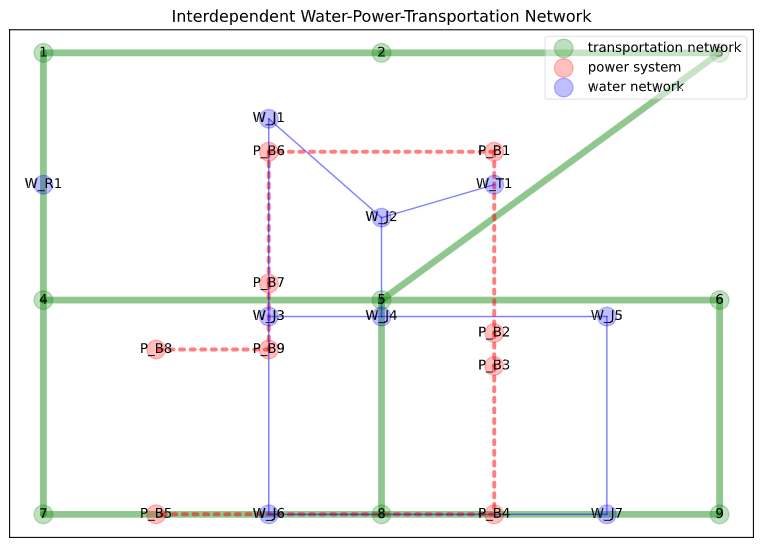 Interdependent Water-Power-Transportation Network
1 2
transportation network
power system
water network
W_J1
P_B6 P_B1
W_R1 W_T1
W_J2
P_B7
4 5 6
W_J3 W_J4 W_J5
P_B2
P_B8 P_B9
P_B3
7 P_B5 W_J6 8 P_B4 W_J7 9